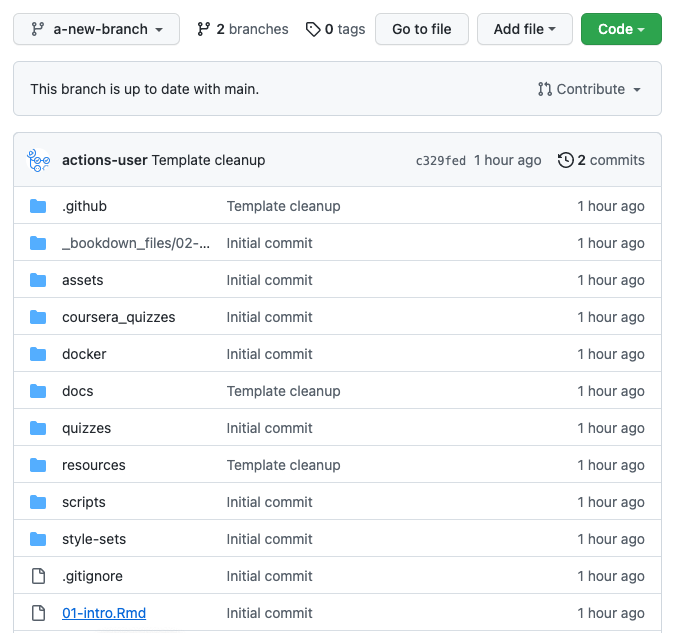 a-new-branch 2 branches 0 tags Go to file Add file Code
This branch is up to date with main. Contribute
actions-user Template cleanup c329fed 1 hour ago 2 commits
.github Template cleanup 1 hour ago
_bookdown_files/02-... Initial commit 1 hour ago
assets Initial commit 1 hour ago
coursera_quizzes Initial commit 1 hour ago
docker Initial commit 1 hour ago
docs Template cleanup 1 hour ago
quizzes Initial commit 1 hour ago
resources Template cleanup 1 hour ago
scripts Initial commit 1 hour ago
style-sets Initial commit 1 hour ago
.gitignore Initial commit 1 hour ago
01-intro.Rmd Initial commit 1 hour ago